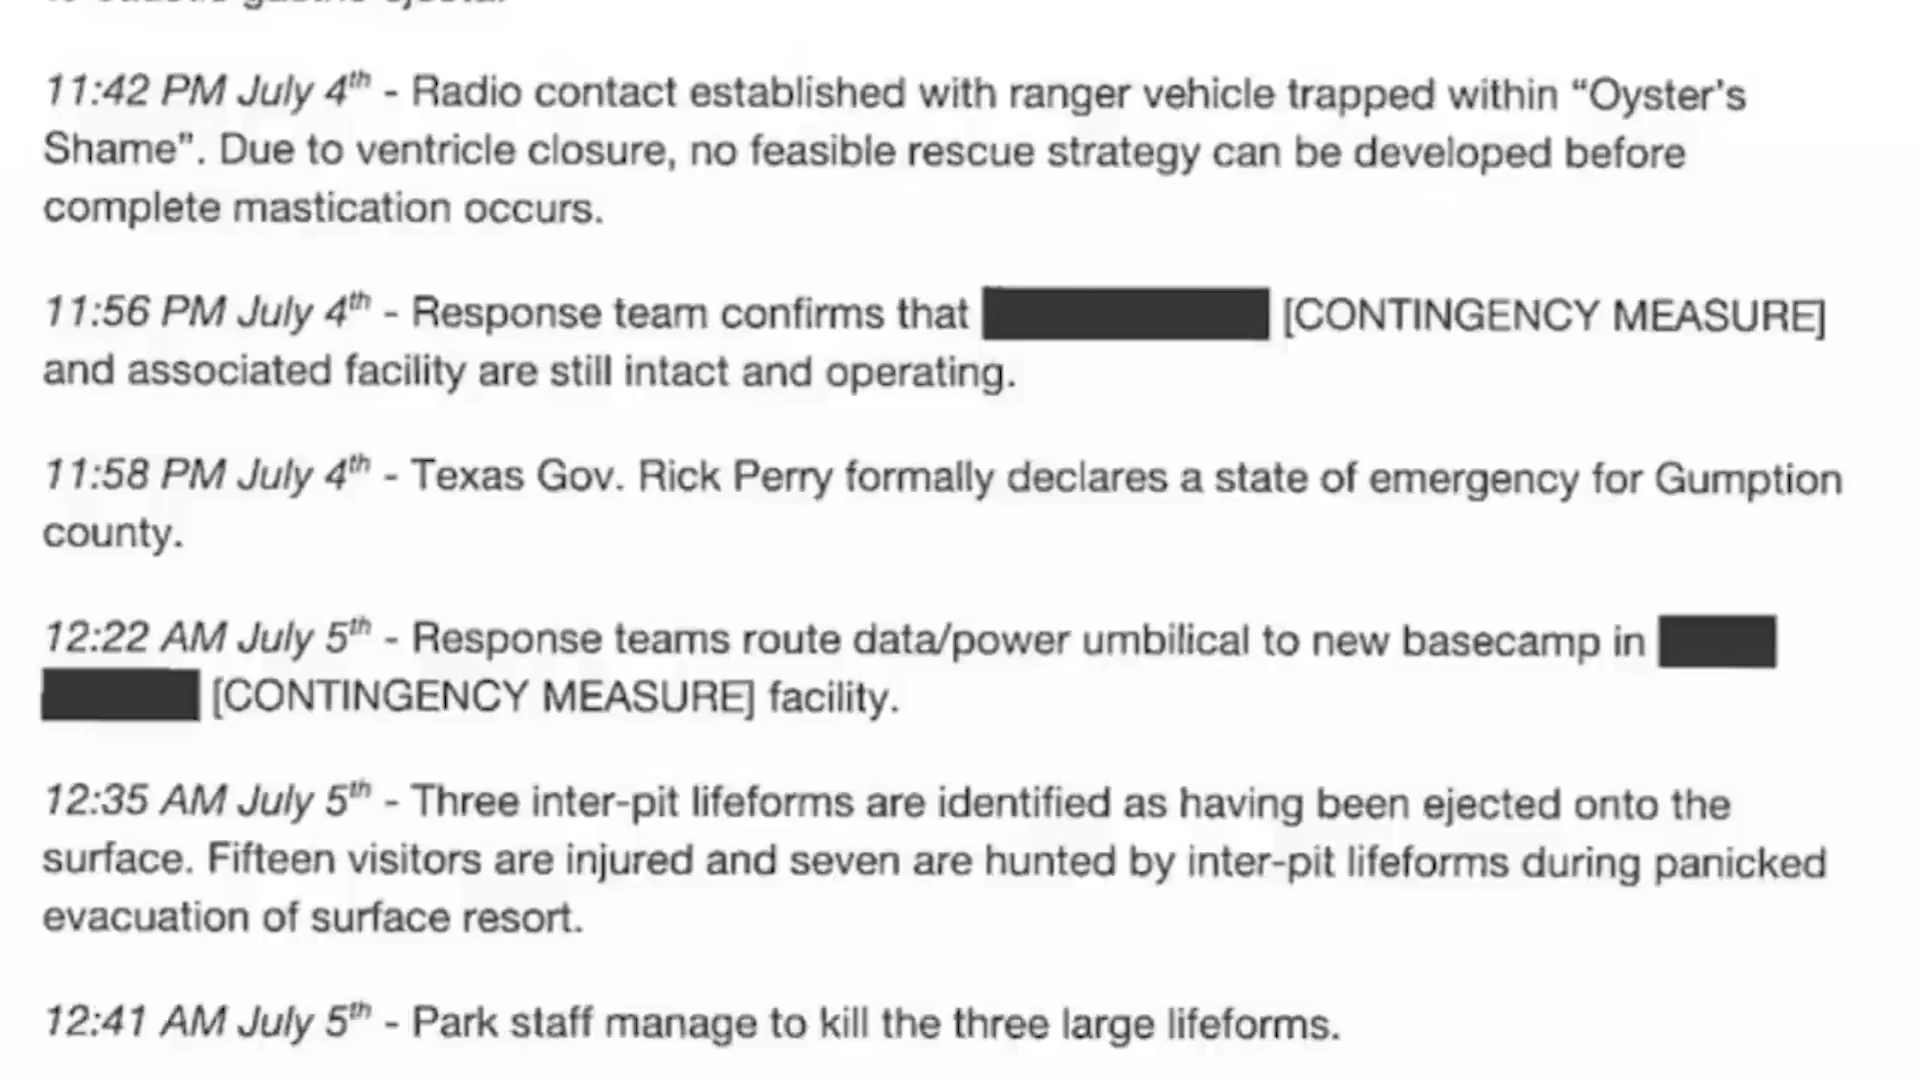 11:42 PM July 4th - Radio contact established with ranger vehicle trapped within “Oyster’s
Shame”. Due to ventricle closure, no feasible rescue strategy can be developed before
complete mastication occurs.
11:56 PM July 4th - Response team confirms that [CONTINGENCY MEASURE]
and associated facility are still intact and operating.
11:58 PM July 4th - Texas Gov. Rick Perry formally declares a state of emergency for Gumption
county.
12:22 AM July 5th - Response teams route data/power umbilical to new basecamp in
[CONTINGENCY MEASURE] facility.
12:35 AM July 5th - Three inter-pit lifeforms are identified as having been ejected onto the
surface. Fifteen visitors are injured and seven are hunted by inter-pit lifeforms during panicked
evacuation of surface resort.
12:41 AM July 5th - Park staff manage to kill the three large lifeforms.